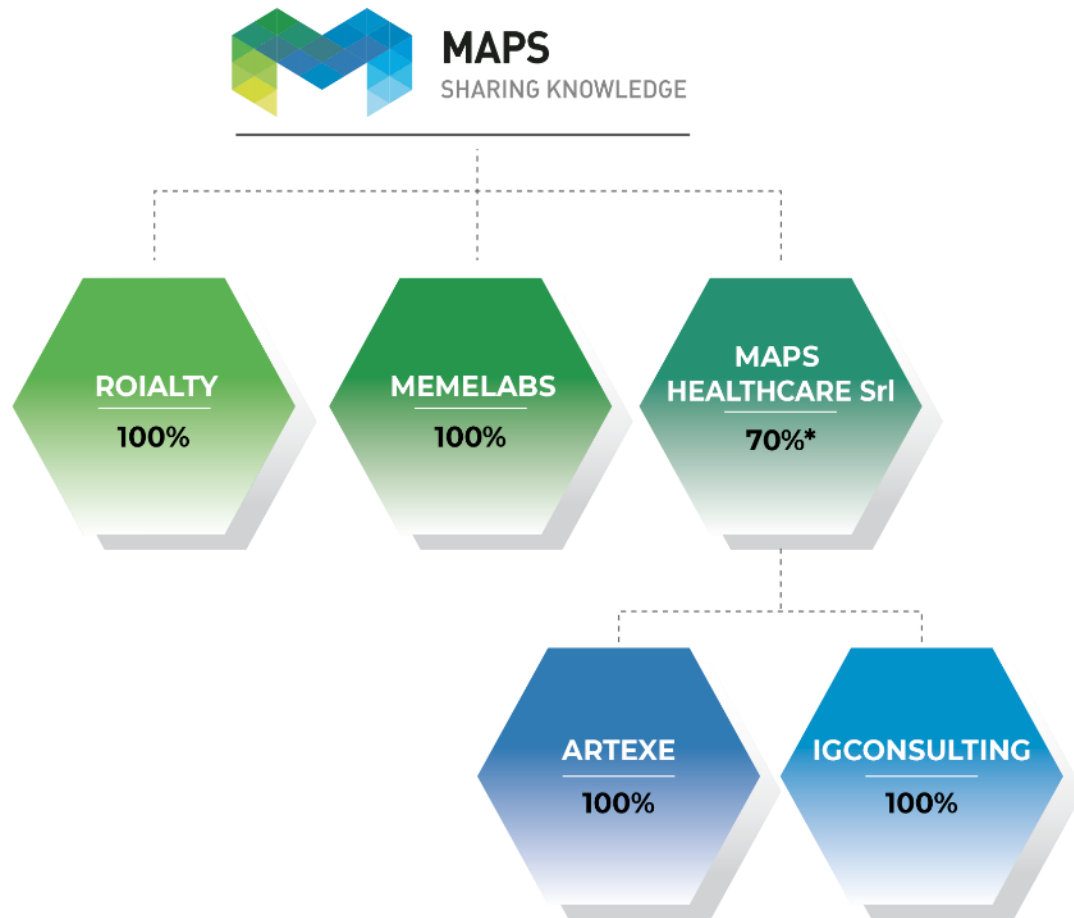 MAPS
SHARING KNOWLEDGE
ROIALTY
100%
MEMELABS
100%
MAPS
HEALTHCARE Srl
70%*
ARTEXE
100%
IGCONSULTING
100%